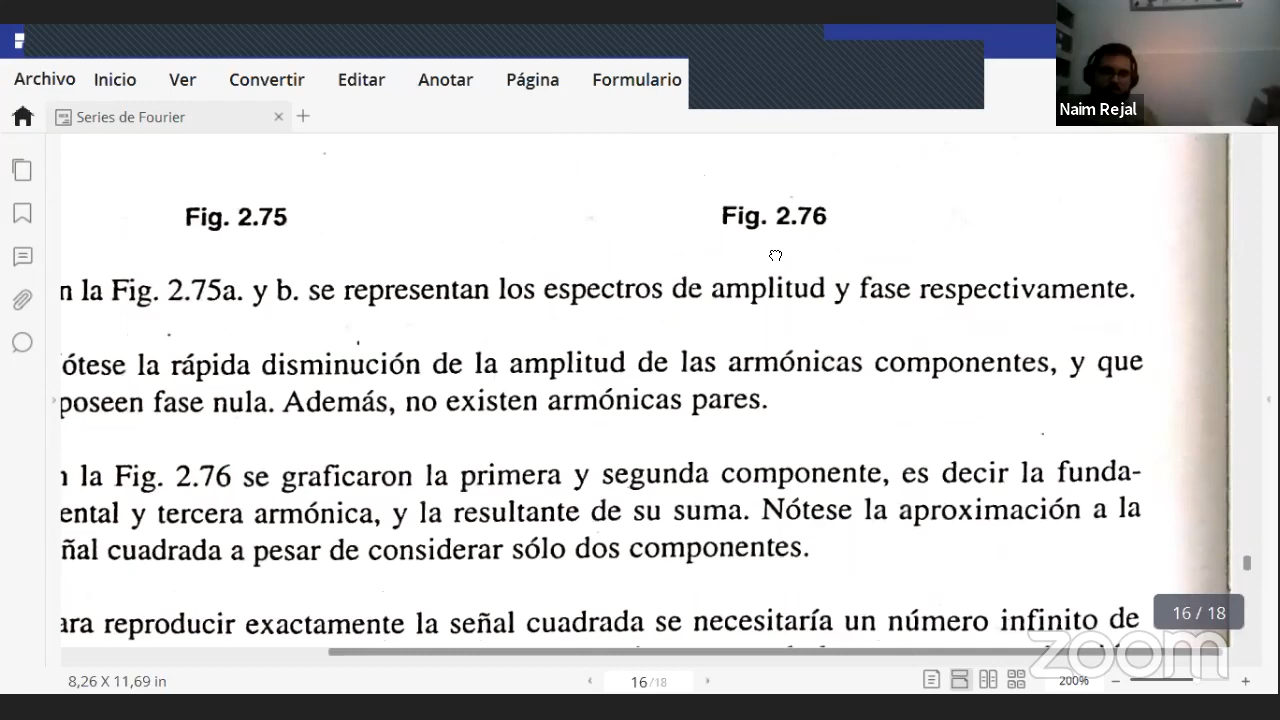 Naim Rejal
Archivo Inicio Ver Convertir Editar Anotar Página Formulario
Series de Fourier
Fig. 2.75 Fig. 2.76
n la Fig. 2.75a. y b. se representan los espectros de amplitud y fase respectivamente.
ótese la rápida disminución de la amplitud de las armónicas componentes, y que
poseen fase nula. Además, no existen armónicas pares.
la Fig. 2.76 se graficaron la primera y segunda componente, es decir la funda-
ental y tercera armónica, y la resultante de su suma. Nótese la aproximación a la
ñal cuadrada a pesar de considerar sólo dos componentes.
ara reproducir exactamente la señal cuadrada se necesitaría un número infinito de
16 / 18
zoom
8,26 X 11,69 in 16 /18 200%